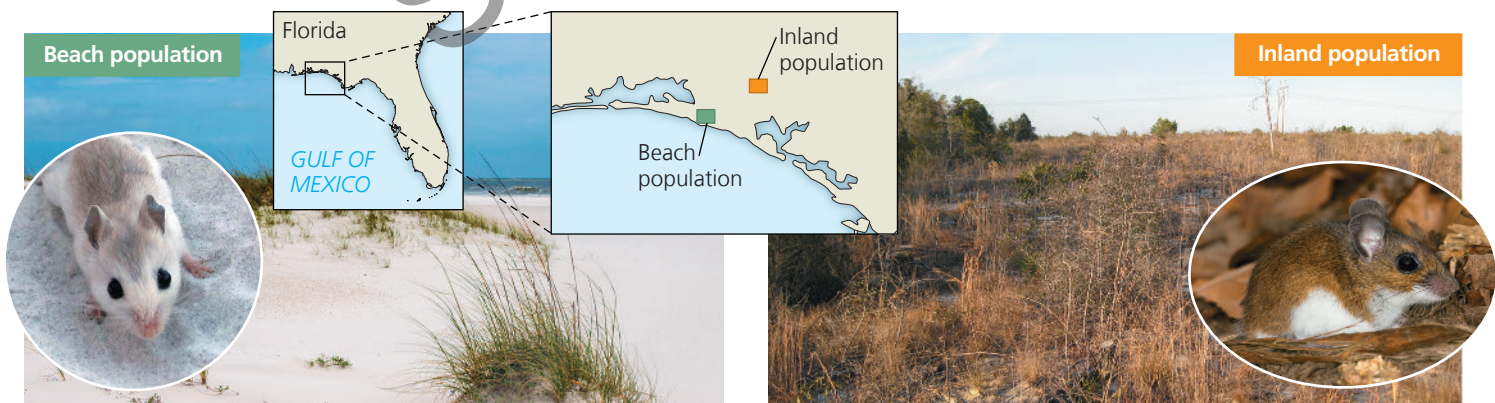 Beach population
Florida
GULF OF
MEXICO
Inland
population
Beach
population
Inland population